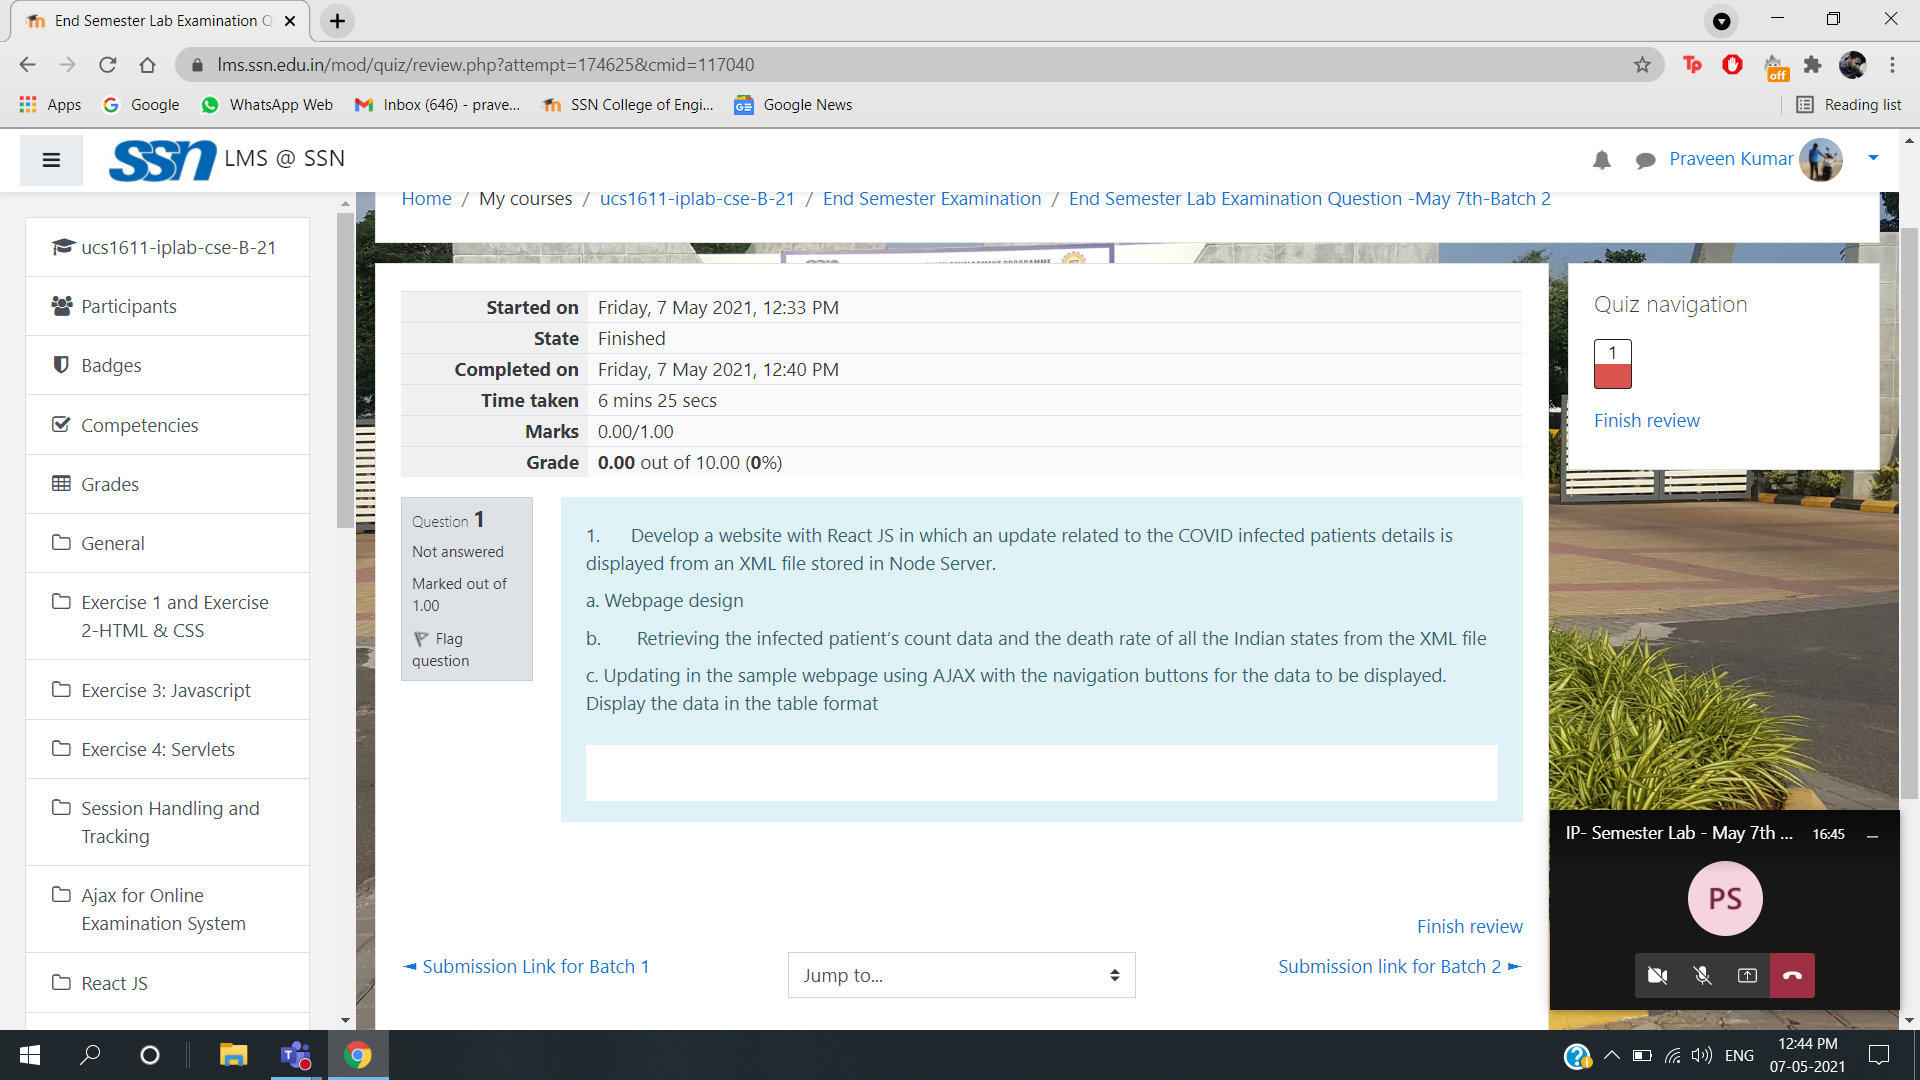 End Semester Lab Examination Q
lms.ssn.edu.in/mod/quiz/review.php?attempt=174625&cmid=117040
Tp
off
Apps
Google
WhatsApp Web
Inbox (646) - prave...
SSN College of Engi...
Google News
Reading list
ssn LMS @ SSN
Praveen Kumar
Home / My courses / ucs1611-iplab-cse-B-21 / End Semester Examination / End Semester Lab Examination Question -May 7th-Batch 2
ucs1611-iplab-cse-B-21
Participants
Badges
Competencies
Grades
General
Exercise 1 and Exercise
2-HTML & CSS
Exercise 3: Javascript
Exercise 4: Servlets
Session Handling and
Tracking
Ajax for Online
Examination System
React JS
Started on Friday, 7 May 2021, 12:33 PM
State Finished
Completed on Friday, 7 May 2021, 12:40 PM
Time taken 6 mins 25 secs
Marks 0.00/1.00
Grade 0.00 out of 10.00 (0%)
Question 1
Not answered
Marked out of
1.00
Flag
question
1. Develop a website with React JS in which an update related to the COVID infected patients details is
displayed from an XML file stored in Node Server.
a. Webpage design
b. Retrieving the infected patient's count data and the death rate of all the Indian states from the XML file
c. Updating in the sample webpage using AJAX with the navigation buttons for the data to be displayed.
Display the data in the table format
Finish review
◄ Submission Link for Batch 1
Jump to...
Submission link for Batch 2 ►
Quiz navigation
1
Finish review
IP- Semester Lab - May 7th ... 16:45
PS
ENG
12:44 PM
07-05-2021